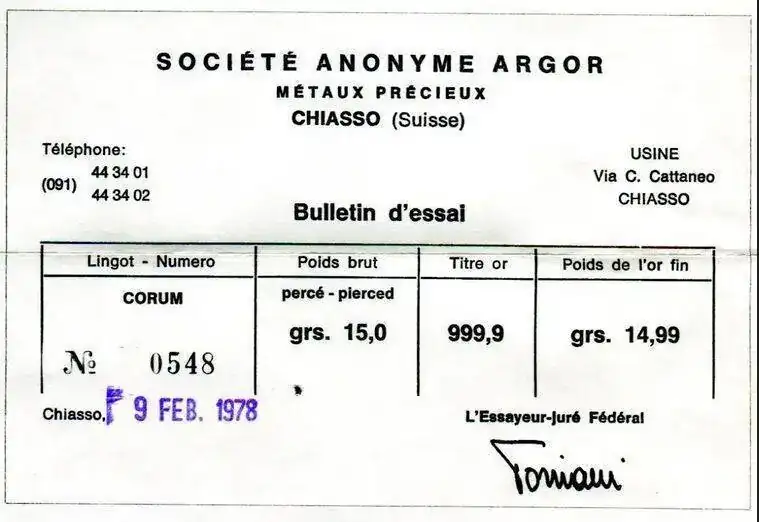 SOCIÉTÉ ANONYME ARGOR
MÉTAUX PRÉCIEUX
CHIASSO (Suisse)
Téléphone:
(091) 44 34 01
44 34 02
USINE
Via C. Cattaneo
CHIASSO
Bulletin d'essai
Lingot - Numero
Poids brut
Titre or
Poids de l'or fin
CORUM
percé - pierced
grs. 15,0
999,9
grs. 14,99
№ 0548
Chiasso, 9 FEB. 1978
L'Essayeur-juré Fédéral